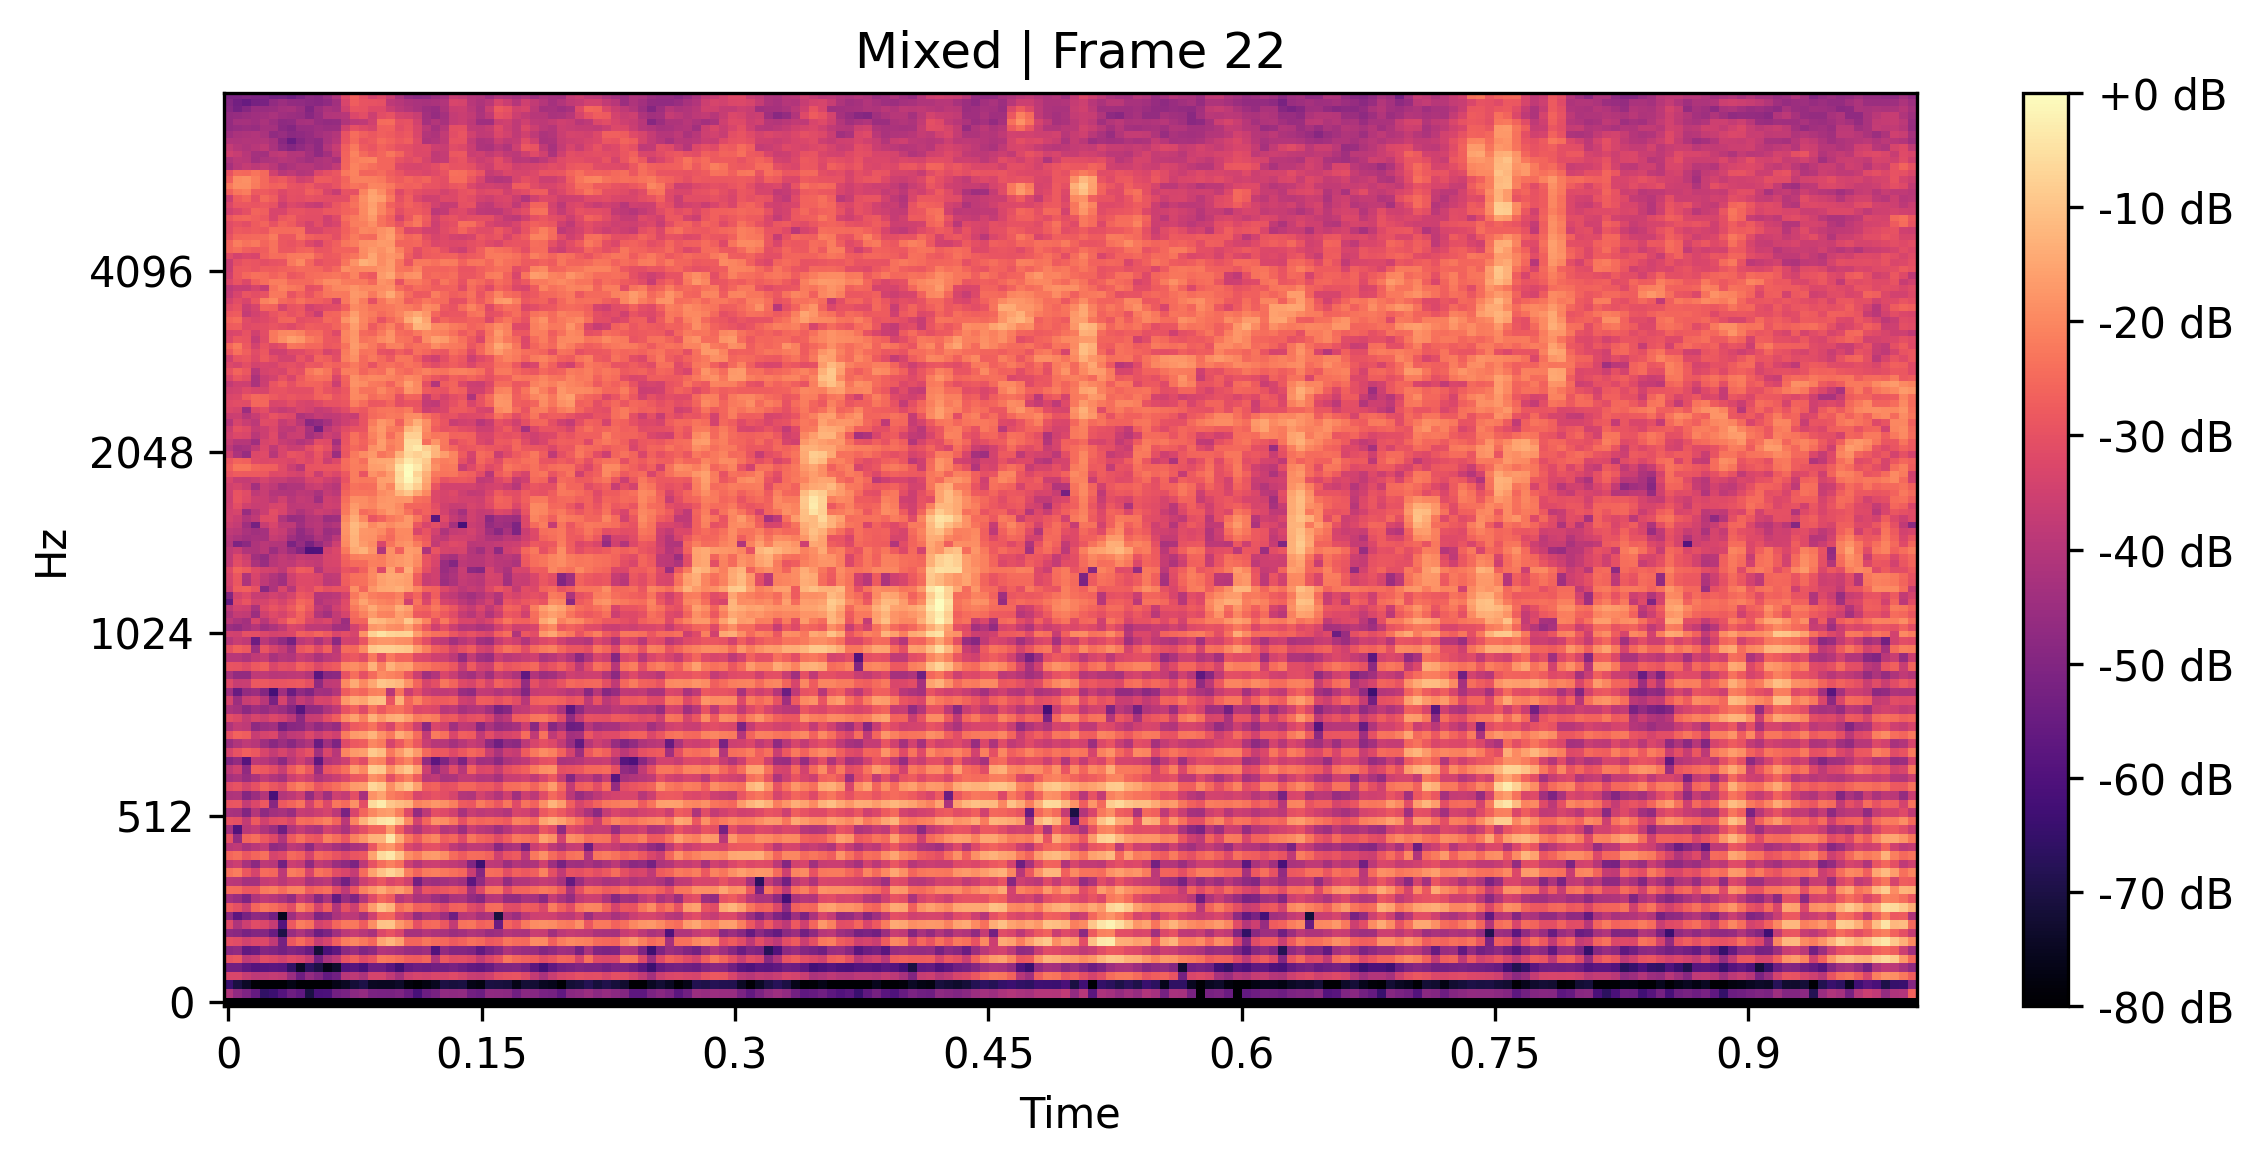 Mixed | Frame 22
+0 dB
-10 dB
4096
-20 dB
-30 dB
2048
-40 dB
Hz
1024
-50 dB
-60 dB
512
-70 dB
0
-80 dB
0 0.15 0.3 0.45 0.6 0.75 0.9
Time